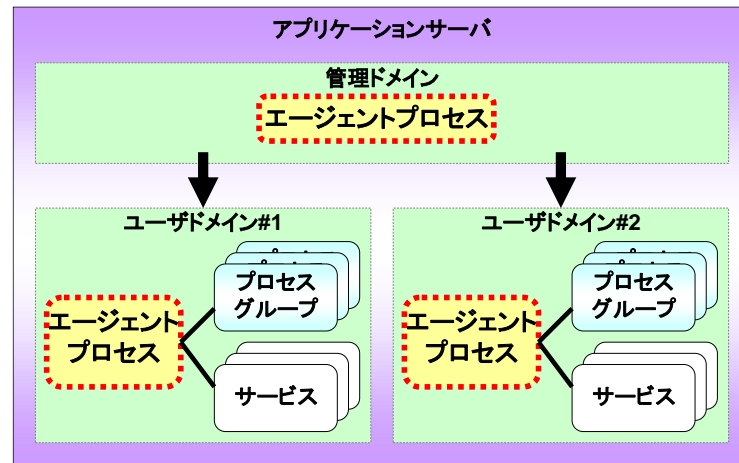 アプリケーションサーバ
管理ドメイン
エージェントプロセス
ユーザドメイン#1
エージェント
プロセス
プロセス
グループ
サービス
ユーザドメイン#2
エージェント
プロセス
プロセス
グループ
サービス